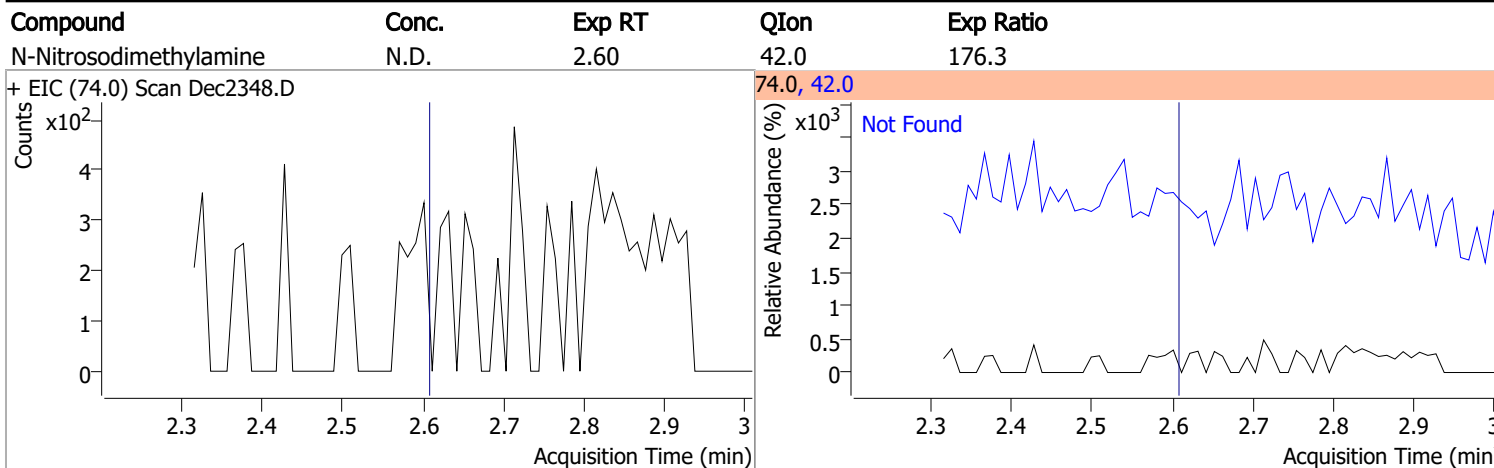 Compound Conc. Exp RT QIon Exp Ratio
N-Nitrosodimethylamine N.D. 2.60 42.0 176.3
+ EIC (74.0) Scan Dec2348.D
Counts
x10²
4
3
2
1
0
2.3 2.4 2.5 2.6 2.7 2.8 2.9 3
Acquisition Time (min)
74.0, 42.0
Relative Abundance (%)
x10³
Not Found
3
2.5
2
1.5
1
0.5
0
2.3 2.4 2.5 2.6 2.7 2.8 2.9 3
Acquisition Time (min)